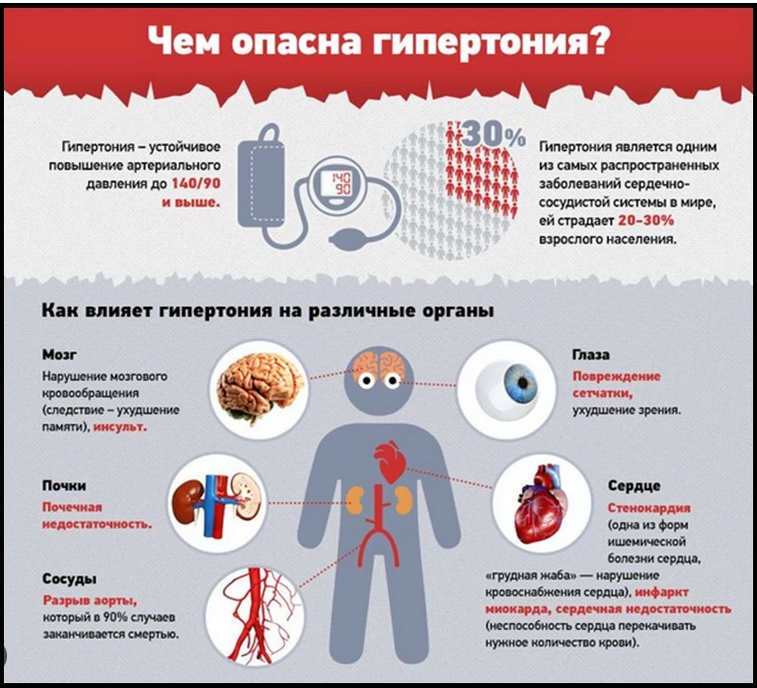 Чем опасна гипертония?
Гипертония – устойчивое
повышение артериального
давления до 140/90
и выше.
140
90
30%
Гипертония является одним
из самых распространенных
заболеваний сердечно-
сосудистой системы в мире,
ей страдает 20-30%
взрослого населения.
Как влияет гипертония на различные органы
Мозг
Нарушение мозгового
кровообращения
(следствие – ухудшение
памяти), инсульт.
Глаза
Повреждение
сетчатки,
ухудшение зрения.
Почки
Почечная
недостаточность.
Сердце
Стенокардия
(одна из форм
ишемической
болезни сердца,
«грудная жаба» — нарушение
кровоснабжения сердца), инфаркт
миокарда, сердечная недостаточность
(неспособность сердца перекачивать
нужное количество крови).
Сосуды
Разрыв аорты,
который в 90% случаев
заканчивается смертью.